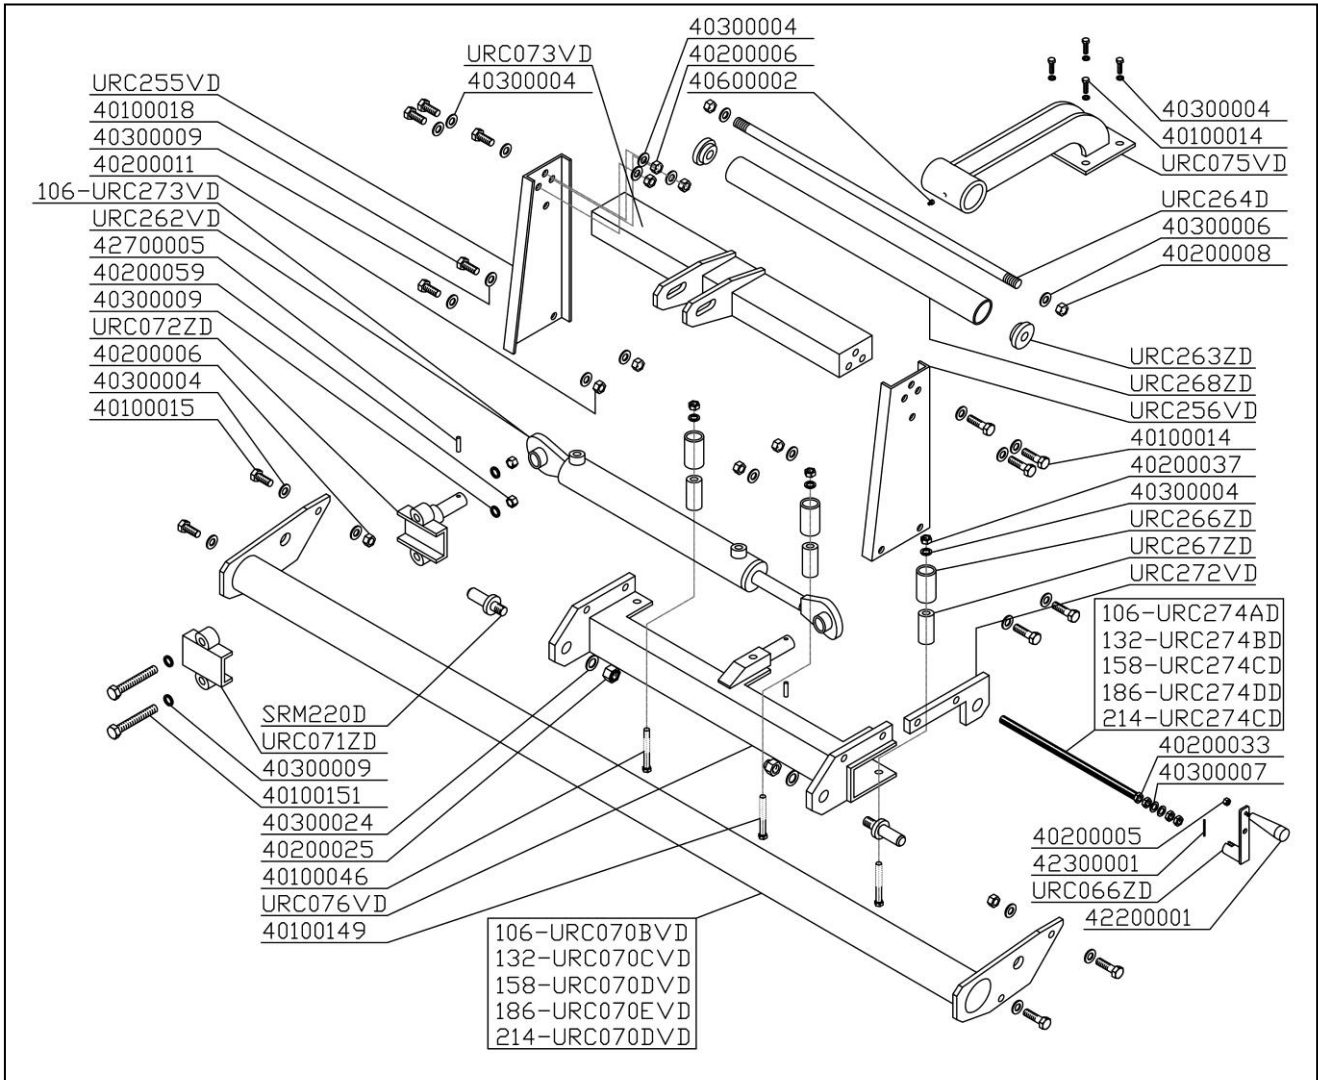 40300004
40200006
40600002
URC073VD
40300004
URC255VD
40100018
40300009
40200011
106-URC273VD
URC262VD
42700005
40200059
40300009
URC072ZD
40200006
40300004
40100015
40300004
40100014
URC075VD
URC264D
40300006
40200008
URC263ZD
URC268ZD
URC256VD
40100014
40200037
40300004
URC266ZD
URC267ZD
URC272VD
106-URC274AD
132-URC274BD
158-URC274CD
186-URC274DD
214-URC274CD
40200033
40300007
40200005
42300001
URC066ZD
42200001
SRM220D
URC071ZD
40300009
40100151
40300024
40200025
40100046
URC076VD
40100149
106-URC070BVD
132-URC070CVD
158-URC070DVD
186-URC070EVD
214-URC070DVD